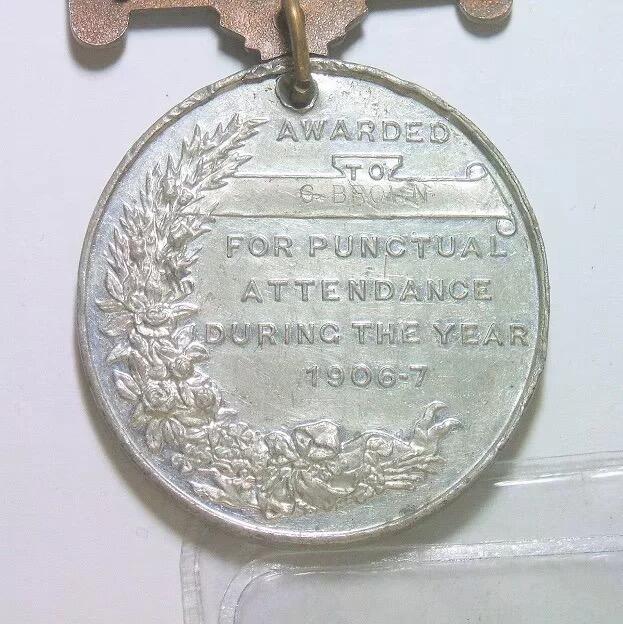 AWARDED
TO
G. BROWN
FOR PUNCTUAL
ATTENDANCE
DURING THE YEAR
1906-7